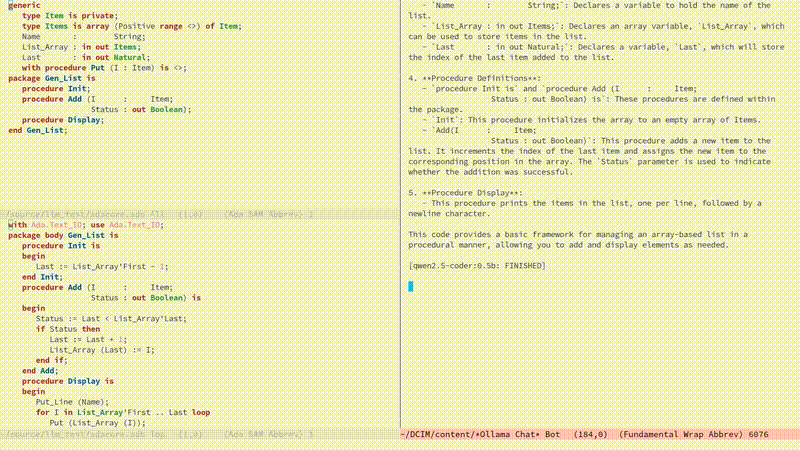 generic
   type Item is private;
   type Items is array (Positive range <>) of Item;
   Name       :        String;
   List_Array : in out Items;
   Last       : in out Natural;
   with procedure Put (I : Item) is <>;
package Gen_List is
   procedure Init;
   procedure Add (I      :     Item;
                  Status : out Boolean);
   procedure Display;
end Gen_List;
~/source/llm_test/adacore.ads All   (1,0)    (Ada SAM Abbrev) 1
with Ada.Text_IO; use Ada.Text_IO;
package body Gen_List is
   procedure Init is
   begin
      Last := List_Array'First - 1;
   end Init;
   procedure Add (I      :     Item;
                  Status : out Boolean) is
   begin
      Status := Last < List_Array'Last;
      if Status then
         Last := Last + 1;
         List_Array (Last) := I;
      end if;
   end Add;
   procedure Display is
   begin
      Put_Line (Name);
      for I in List_Array'First .. Last loop
         Put (List_Array (I));
~/source/llm_test/adacore.adb Top   (1,0)    (Ada SAM Abbrev) 1
   - `Name       :        String;`: Declares a variable to hold the name of the
list.
   - `List_Array : in out Items;`: Declares an array variable, `List_Array`, which
can be used to store items in the list.
   - `Last       : in out Natural;`: Declares a variable, `Last`, which will store
the index of the last item added to the list.
4. **Procedure Definitions**:
   - `procedure Init is` and `procedure Add (I      :     Item;
                  Status : out Boolean) is`: These procedures are defined within
the package.
   - `Init`: This procedure initializes the array to an empty array of Items.
   - `Add(I      :     Item;
                  Status : out Boolean)`: This procedure adds a new item to the
list. It increments the index of the last item and assigns the new item to the
corresponding position in the array. The `Status` parameter is used to indicate
whether the addition was successful.
5. **Procedure Display**:
   - This procedure prints the items in the list, one per line, followed by a
newline character.
This code provides a basic framework for managing an array-based list in a
procedural manner, allowing you to add and display elements as needed.
[qwen2.5-coder:0.5b: FINISHED]
~/DCIM/content/*Ollama Chat* Bot   (184,0)   (Fundamental Wrap Abbrev) 6076